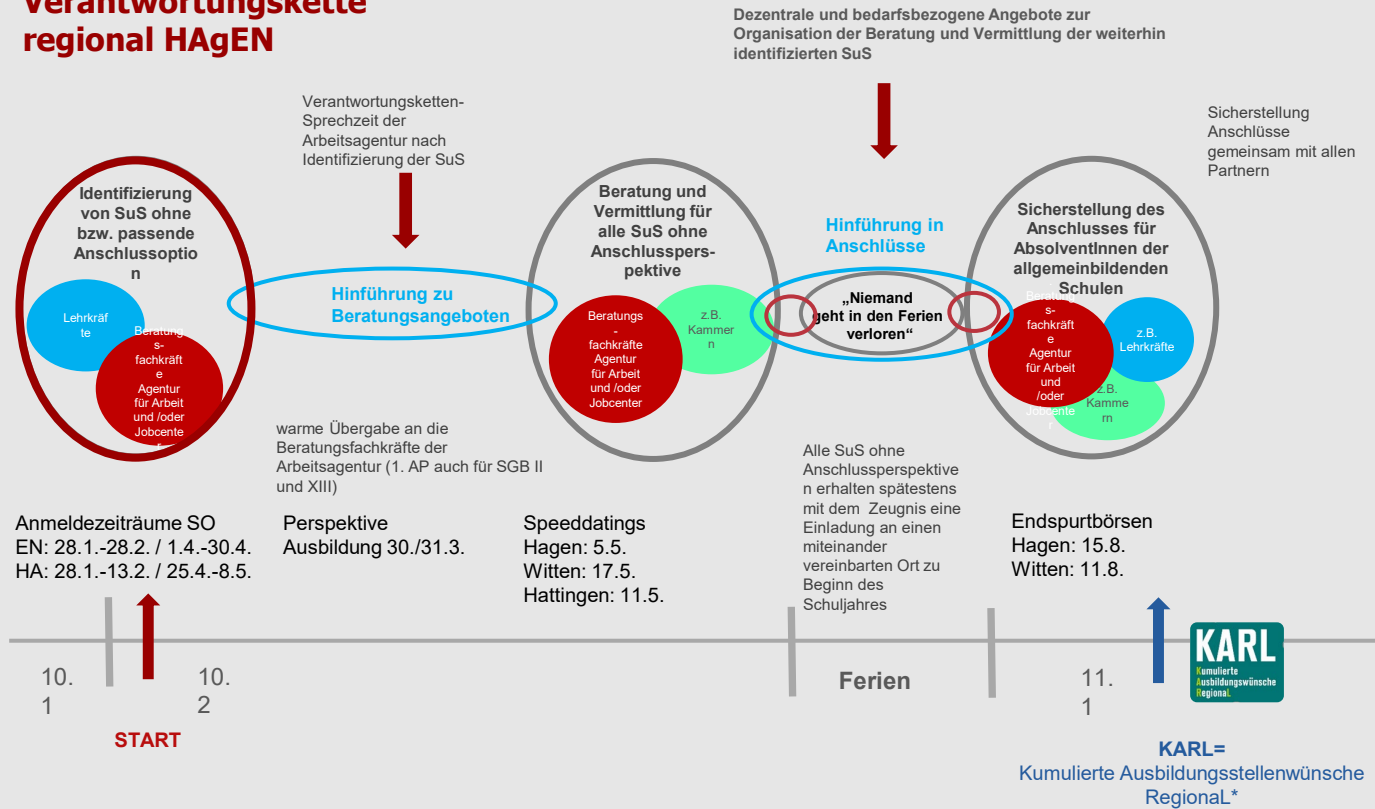 Verantwortungskette
regional HAgEN
Dezentrale und bedarfsbezogene Angebote zur
Organisation der Beratung und Vermittlung der weiterhin
identifizierten SuS
Verantwortungsketten-
Sprechzeit der
Arbeitsagentur nach
Identifizierung der SuS
Sicherstellung
Anschlüsse
gemeinsam mit allen
Partnern
Identifizierung
von SuS ohne
bzw. passende
Anschlussoptio
n
Lehrkräf
te
Beratung
s-
fachkräft
e
Agentur
für Arbeit
und /oder
Jobcente
r
Hinführung zu
Beratungsangeboten
Beratung und
Vermittlung für
alle SuS ohne
Anschlusspers-
pektive
Beratungs
-
fachkräfte
Agentur
für Arbeit
und /oder
Jobcenter
z.B.
Kammer
n
Hinführung in
Anschlüsse
„Niemand
geht in den Ferien
verloren“
Sicherstellung des
Anschlusses für
AbsolventInnen der
allgemeinbildenden
Schulen
Beratung
s-
fachkräft
e
Agentur
für Arbeit
und
/oder
Jobcente
r
z.B.
Lehrkräfte
z.B.
Kamme
rn
warme Übergabe an die
Beratungsfachkräfte der
Arbeitsagentur (1. AP auch für SGB II
und XIII)
Alle SuS ohne
Anschlussperspektive
n erhalten spätestens
mit dem Zeugnis eine
Einladung an einen
miteinander
vereinbarten Ort zu
Beginn des
Schuljahres
Anmeldezeiträume SO
EN: 28.1.-28.2. / 1.4.-30.4.
HA: 28.1.-13.2. / 25.4.-8.5.
Perspektive
Ausbildung 30./31.3.
Speeddatings
Hagen: 5.5.
Witten: 17.5.
Hattingen: 11.5.
Endspurtbörsen
Hagen: 15.8.
Witten: 11.8.
10.
1
10.
2
START
Ferien
11.
1
KARL
Kumulierte
Ausbildungswünsche
RegionaL
KARL=
Kumulierte Ausbildungsstellenwünsche
RegionaL*